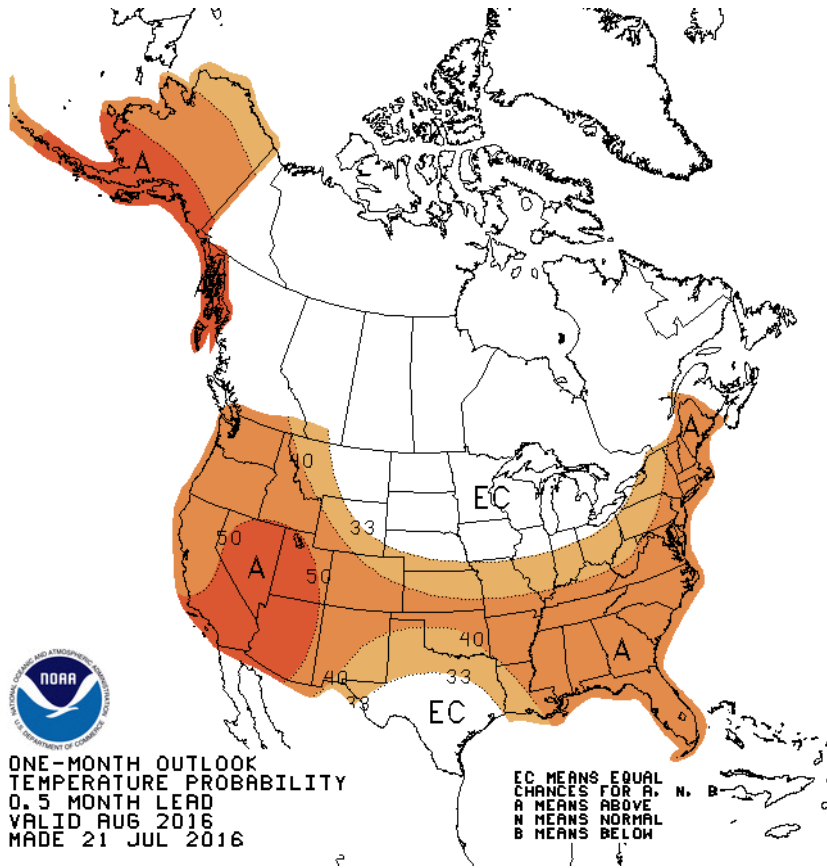 A
A
40
EC
A
33
50
A
50
40
A
40
33
33
EC
NATIONAL OCEANIC AND ATMOSPHERIC ADMINISTRATION
NOAA
U.S. DEPARTMENT OF COMMERCE
ONE-MONTH OUTLOOK
TEMPERATURE PROBABILITY
0.5 MONTH LEAD
VALID AUG 2016
MADE 21 JUL 2016
EC MEANS EQUAL
CHANCES FOR A, N, B
A MEANS ABOVE
N MEANS NORMAL
B MEANS BELOW